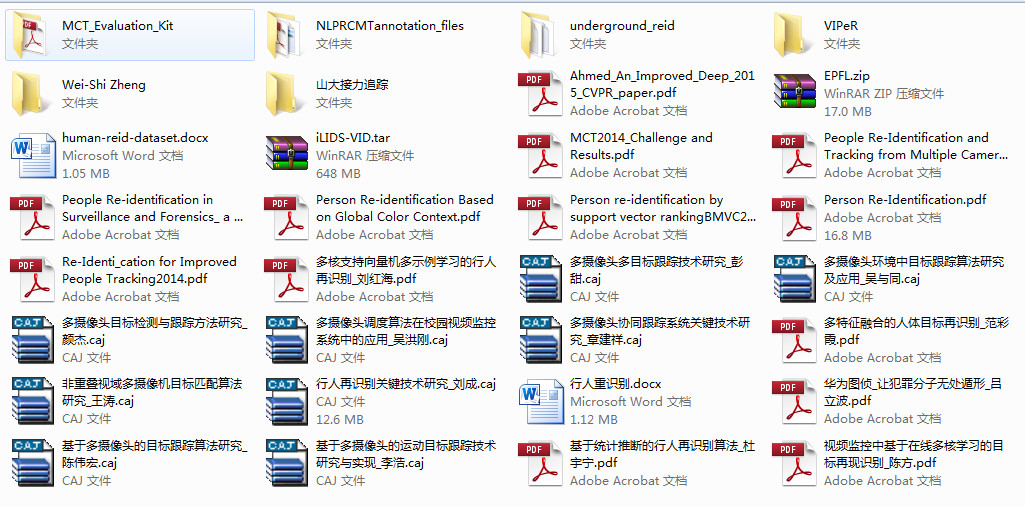 MCT_Evaluation_Kit
文件夹
NLPRCMTannotation_files
文件夹
underground_reid
文件夹
VIPeR
文件夹
Wei-Shi Zheng
文件夹
山大接力追踪
文件夹
PDF
Ahmed_An_Improved_Deep_201
5_CVPR_paper.pdf
Adobe Acrobat 文档
EPFL.zip
WinRAR ZIP 压缩文件
17.0 MB
human-reid-dataset.docx
Microsoft Word 文档
1.05 MB
iLIDS-VID.tar
WinRAR 压缩文件
648 MB
PDF
MCT2014_Challenge and
Results.pdf
Adobe Acrobat 文档
PDF
People Re-Identification and
Tracking from Multiple Camer...
Adobe Acrobat 文档
PDF
People Re-identification in
Surveillance and Forensics_ a ...
Adobe Acrobat 文档
PDF
Person Re-identification Based
on Global Color Context.pdf
Adobe Acrobat 文档
PDF
Person re-identification by
support vector rankingBMVC2...
Adobe Acrobat 文档
PDF
Person Re-Identification.pdf
Adobe Acrobat 文档
16.8 MB
PDF
Re-Identi_cation for Improved
People Tracking2014.pdf
Adobe Acrobat 文档
PDF
多核支持向量机多示例学习的行人
再识别_刘红海.pdf
Adobe Acrobat 文档
CAJ
多摄像头多目标跟踪技术研究_彭
甜.caj
CAJ 文件
CAJ
多摄像头环境中目标跟踪算法研究
及应用_吴与同.caj
CAJ 文件
CAJ
多摄像头目标检测与跟踪方法研究_
颜杰.caj
CAJ 文件
CAJ
多摄像头调度算法在校园视频监控
系统中的应用_吴洪刚.caj
CAJ 文件
CAJ
多摄像头协同跟踪系统关键技术研
究_章建祥.caj
CAJ 文件
PDF
多特征融合的人体目标再识别_范彩
霞.pdf
Adobe Acrobat 文档
CAJ
非重叠视域多摄像机目标匹配算法
研究_王涛.caj
CAJ 文件
CAJ
行人再识别关键技术研究_刘成.caj
CAJ 文件
12.6 MB
行人重识别.docx
Microsoft Word 文档
1.12 MB
PDF
华为图侦_让犯罪分子无处遁形_吕
立波.pdf
Adobe Acrobat 文档
CAJ
基于多摄像头的目标跟踪算法研究_
陈伟宏.caj
CAJ 文件
CAJ
基于多摄像头的运动目标跟踪技术
研究与实现_李浩.caj
CAJ 文件
PDF
基于统计推断的行人再识别算法_杜
宇宁.pdf
Adobe Acrobat 文档
PDF
视频监控中基于在线多核学习的目
标再现识别_陈方.pdf
Adobe Acrobat 文档